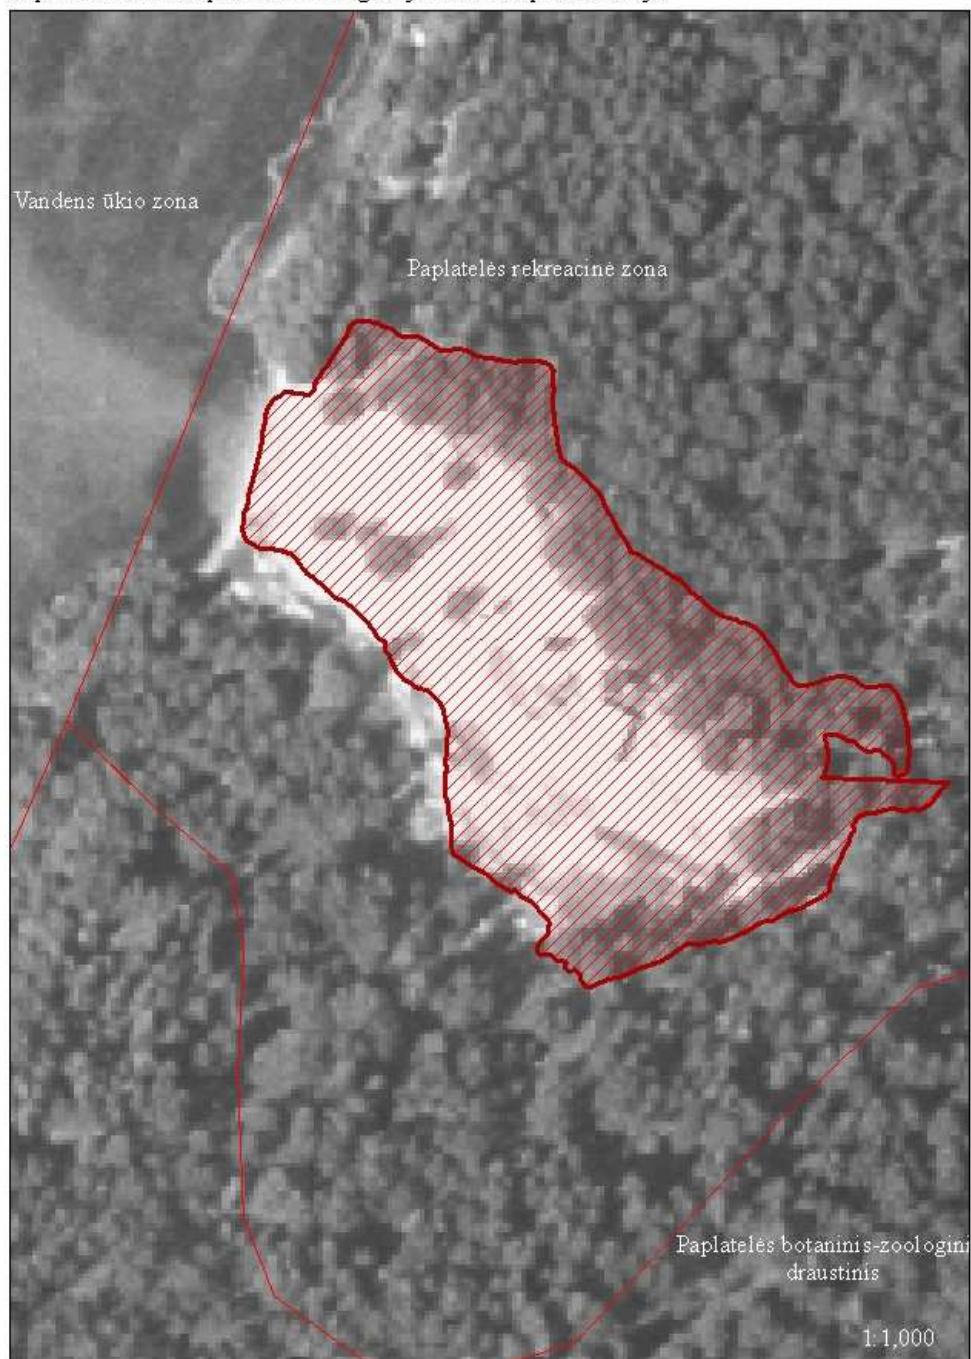 Vandens ūkio zona
Paplatelės rekreacinė zona
Paplatelės botaninis-zoologini
draustinis
1:1,000